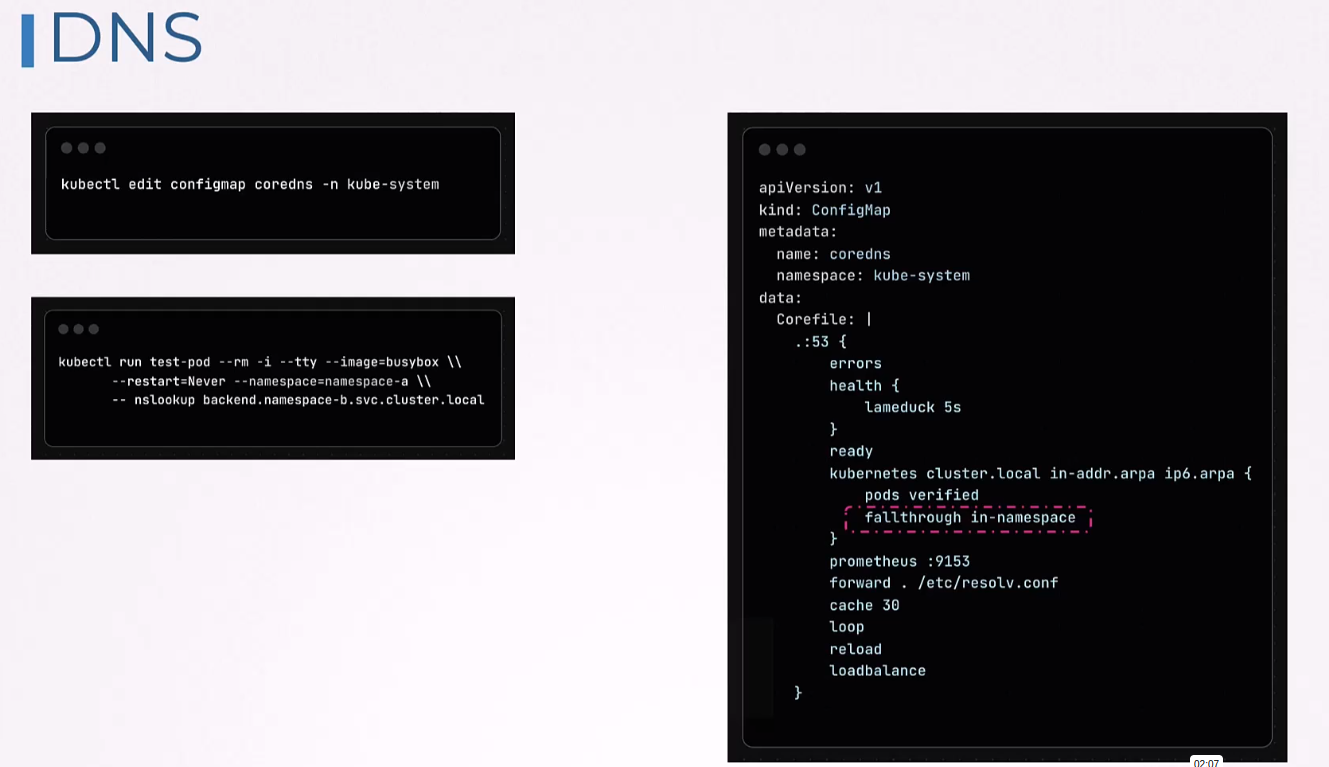 DNS
kubectl edit configmap coredns -n kube-system
kubectl run test-pod --rm -i --tty --image=busybox \\
--restart=Never --namespace=namespace-a \\
-- nslookup backend.namespace-b.svc.cluster.local
apiVersion: v1
kind: ConfigMap
metadata:
  name: coredns
  namespace: kube-system
data:
  Corefile: |
    .:53 {
        errors
        health {
            lameduck 5s
        }
        ready
        kubernetes cluster.local in-addr.arpa ip6.arpa {
            pods verified
            fallthrough in-namespace
        }
        prometheus :9153
        forward . /etc/resolv.conf
        cache 30
        loop
        reload
        loadbalance
    }
02:07